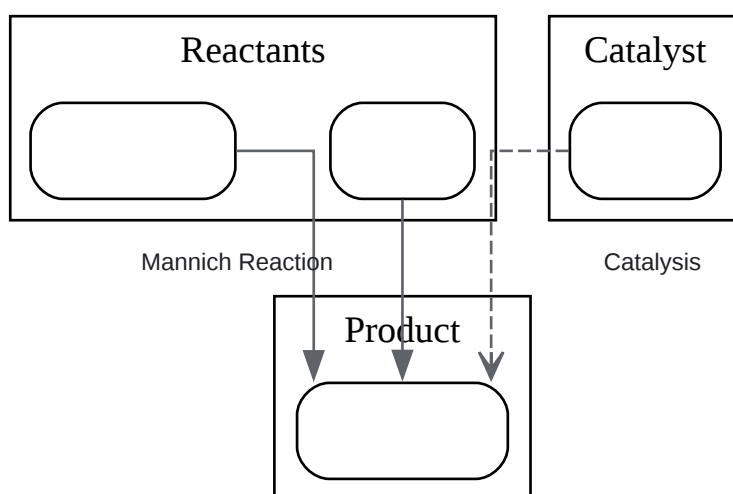 Reactants
Catalyst
Mannich Reaction
Catalysis
Product